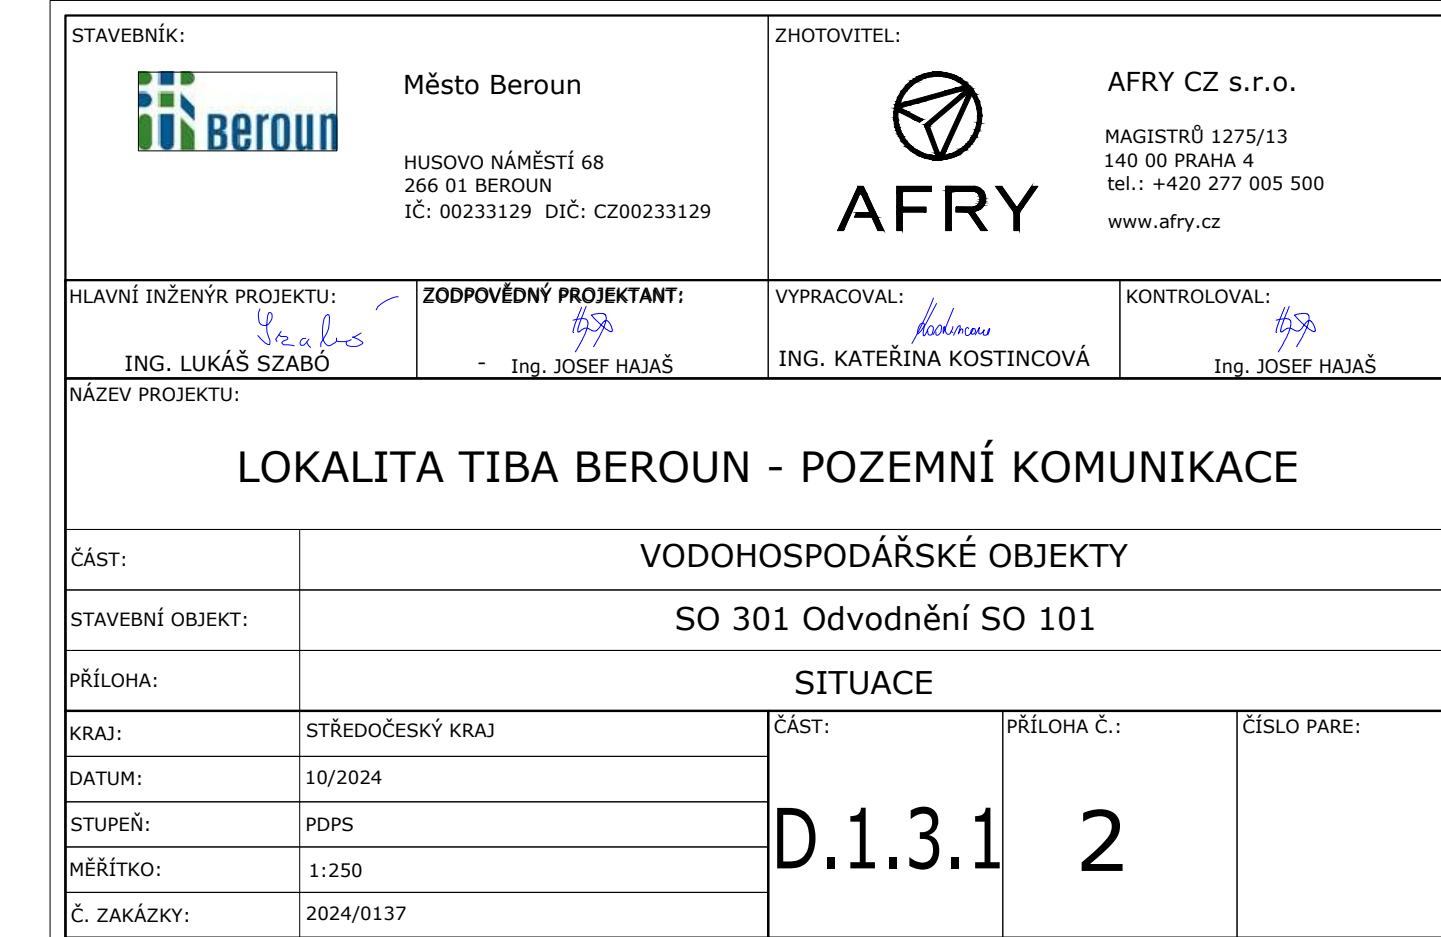 STAVEBNÍK:
Beroun
Město Beroun
HUSOVO NÁMĚSTÍ 68
266 01 BEROUN
IČ: 00233129 DIČ: CZ00233129
ZHOTOVITEL:
AFRY
AFRY CZ s.r.o.
MAGISTRŮ 1275/13
140 00 PRAHA 4
tel.: +420 277 005 500
www.afry.cz
HLAVNÍ INŽENÝR PROJEKTU:
Szabó
ING. LUKÁŠ SZABÓ
ZODPOVĚDNÝ PROJEKTANT:
- Ing. JOSEF HAJAŠ
VYPRACOVAL:
Kostincová
ING. KATEŘINA KOSTINCOVÁ
KONTROLOVAL:
Ing. JOSEF HAJAŠ
NÁZEV PROJEKTU:
LOKALITA TIBA BEROUN - POZEMNÍ KOMUNIKACE
ČÁST:
VODOHOSPODÁŘSKÉ OBJEKTY
STAVEBNÍ OBJEKT:
SO 301 Odvodnění SO 101
PŘÍLOHA:
SITUACE
KRAJ:
STŘEDOČESKÝ KRAJ
DATUM:
10/2024
STUPEŇ:
PDPS
MĚŘÍTKO:
1:250
Č. ZAKÁZKY:
2024/0137
ČÁST:
D.1.3.1
PŘÍLOHA Č.:
2
ČÍSLO PARE: